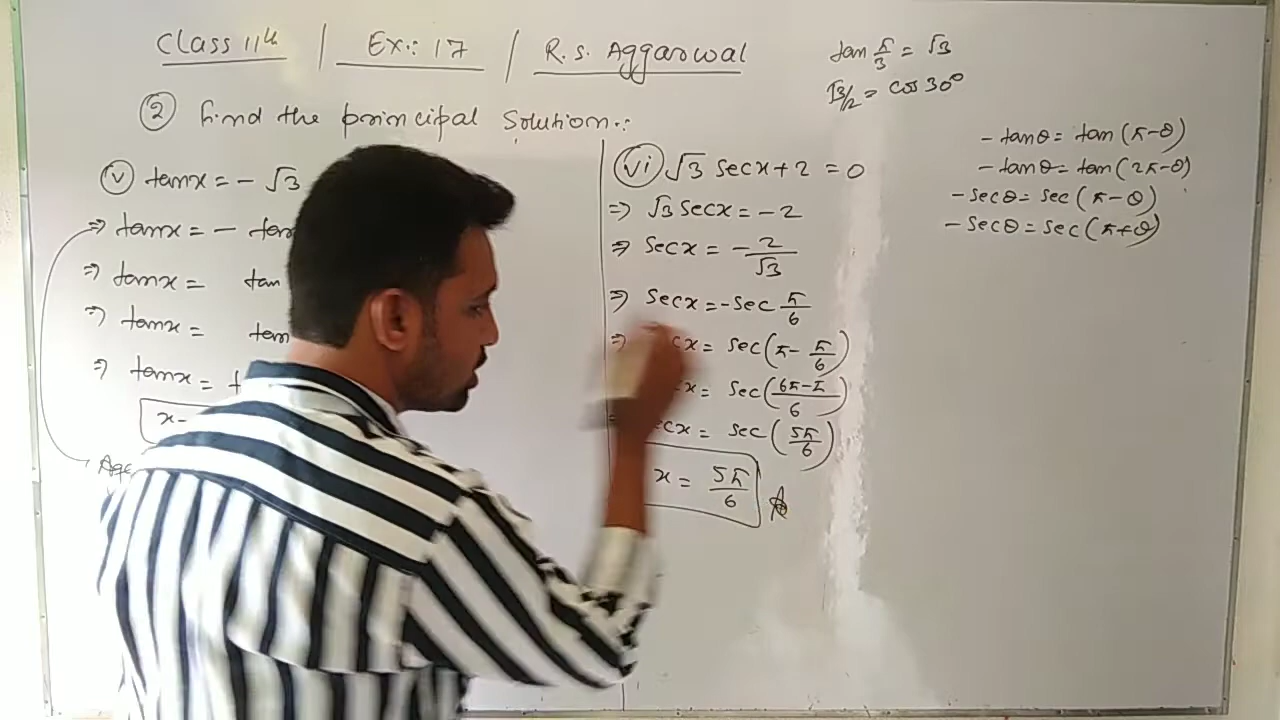 Class 11th / Ex.: 17 / R. S. Aggarwal
② Find the principal Solution.:
ⓥ tanx = - √3
⇒ tanx = - tan
⇒ tanx = tan
⇒ tanx = tan
⇒ tanx = t
x =
(vi) √3 secx + 2 = 0
⇒ √3 secx = -2
⇒ secx = - 2/√3
⇒ secx = -sec π/6
⇒ cx = sec(π - π/6)
x = sec((6π-π)/6)
ecx = sec(5π/6)
x = 5π/6
tan π/3 = √3
√3/2 = cos 30°
- tanθ = tan(π-θ)
- tanθ = tan(2π-θ)
- secθ = sec(π-θ)
- secθ = sec(π+θ)